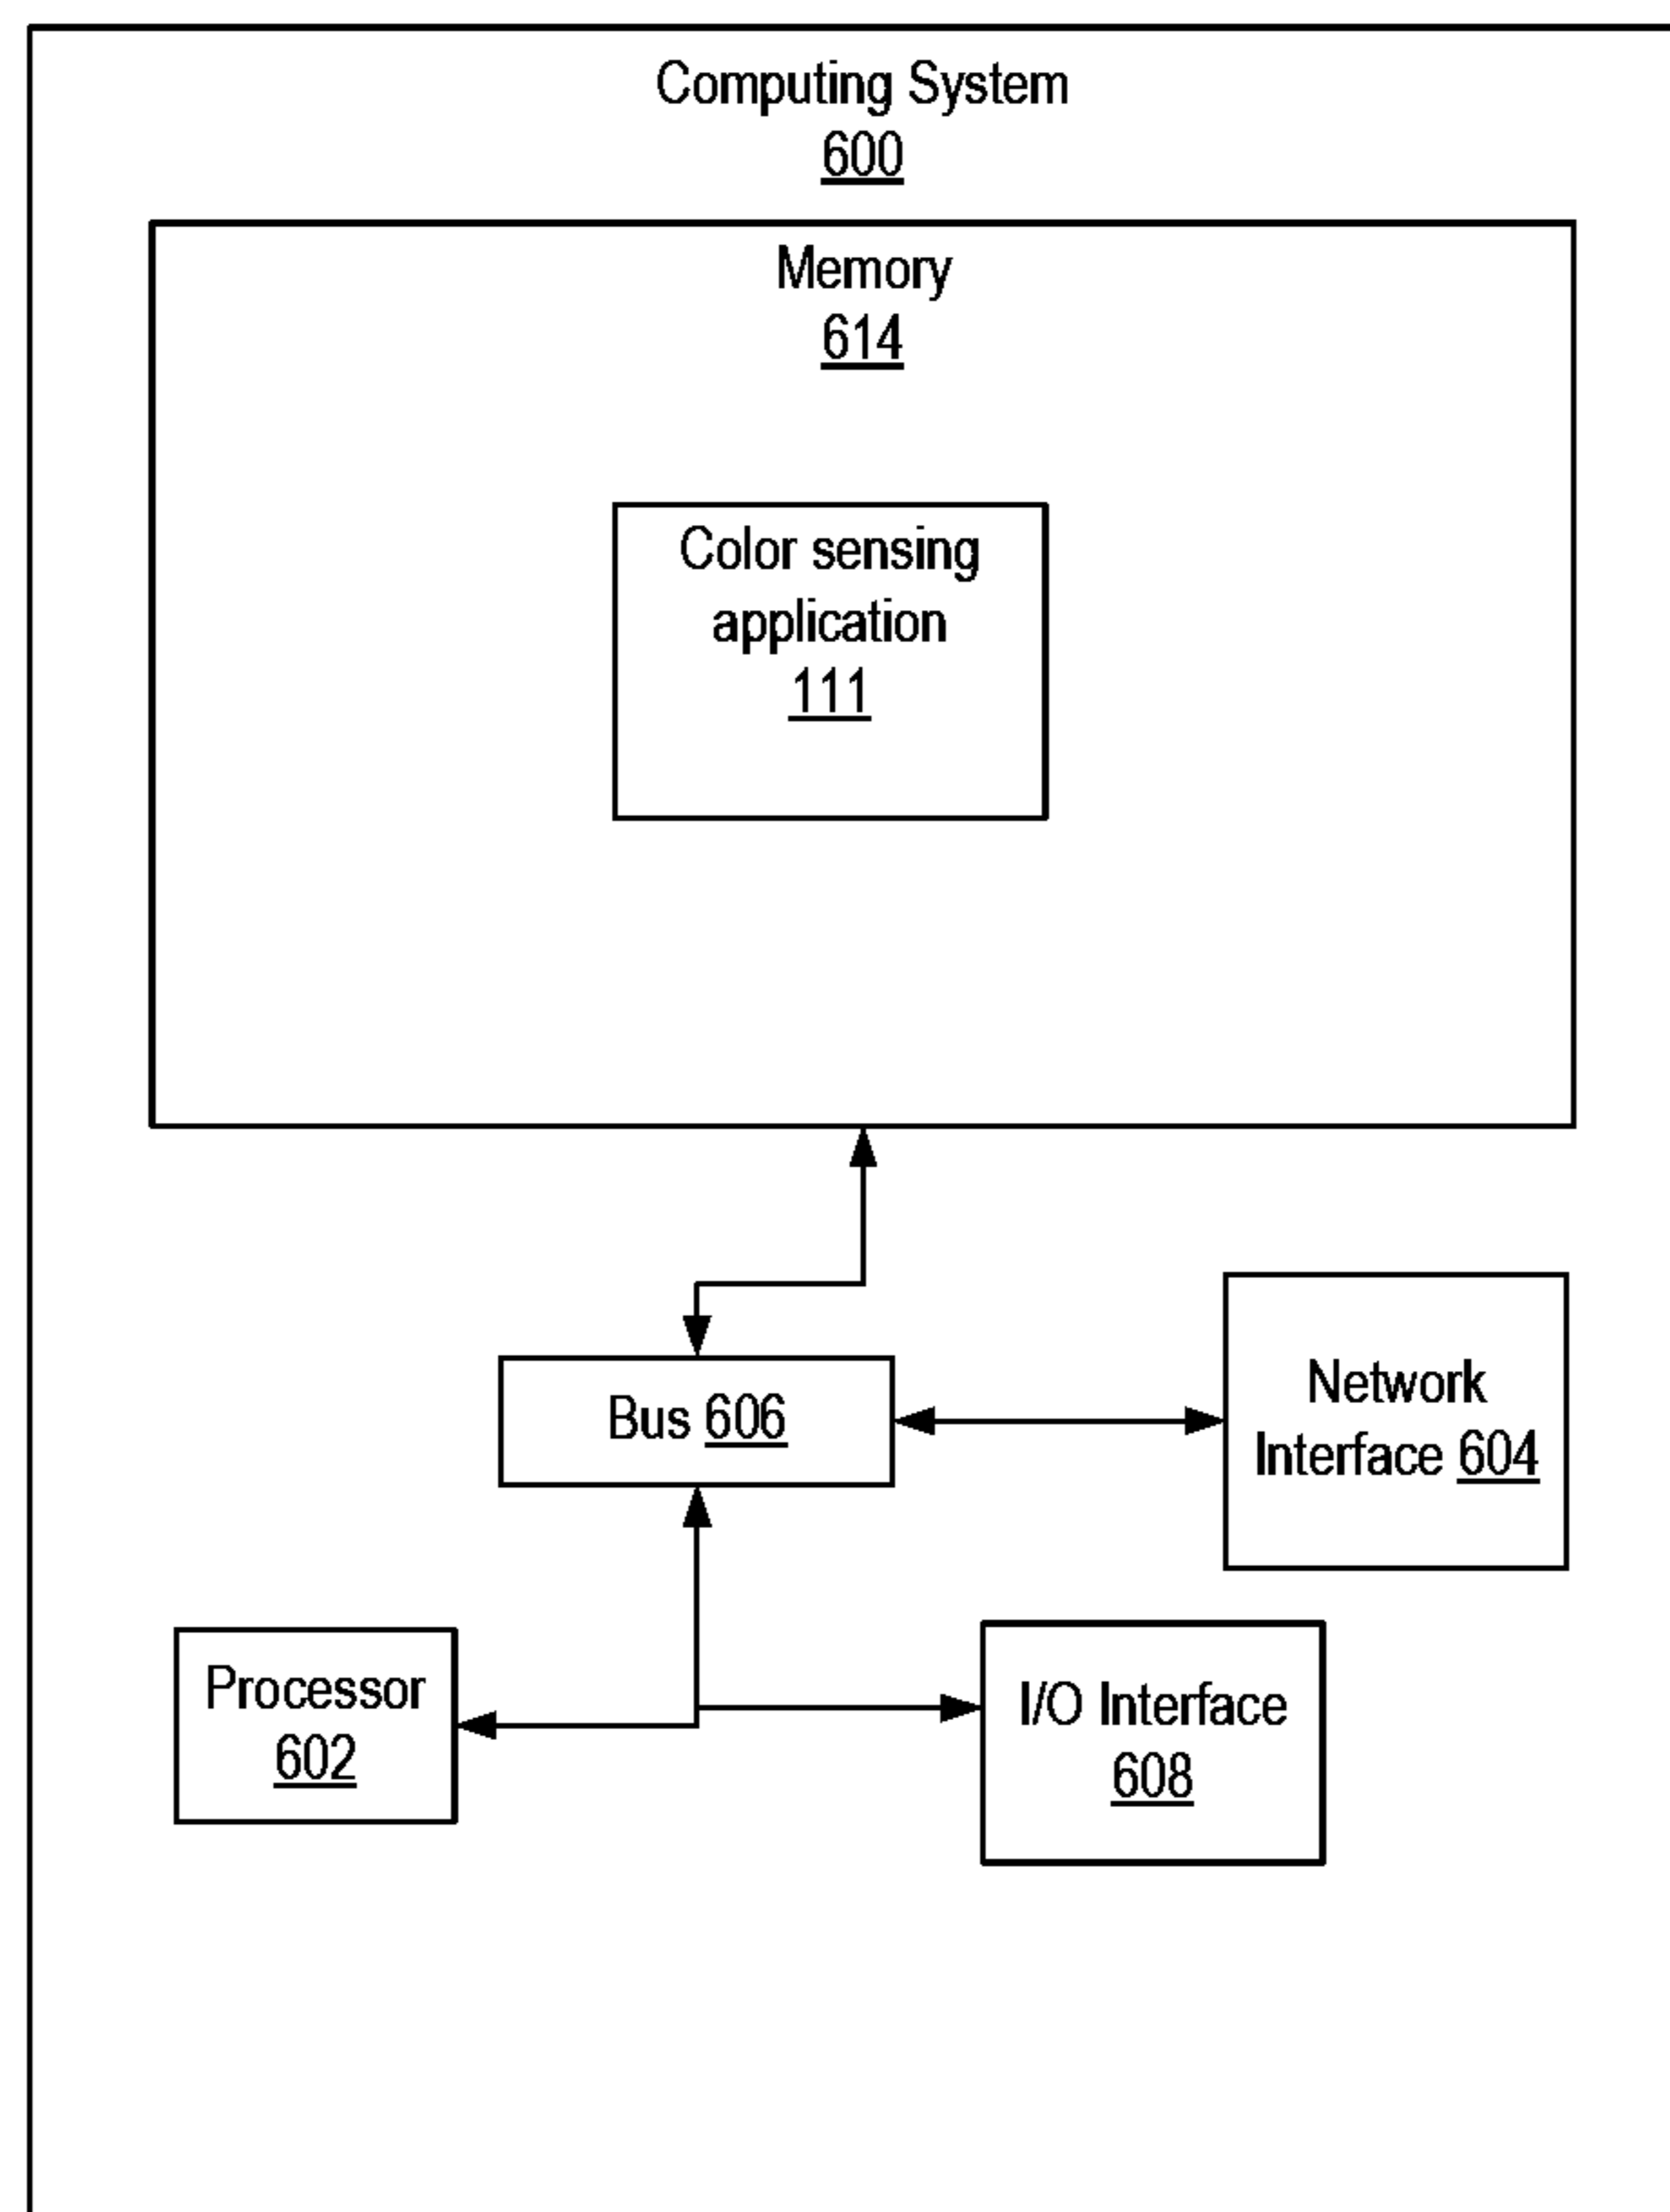 Computing System
600
Memory
614
Color sensing
application
111
Bus 606
Network
Interface 604
Processor
602
I/O Interface
608